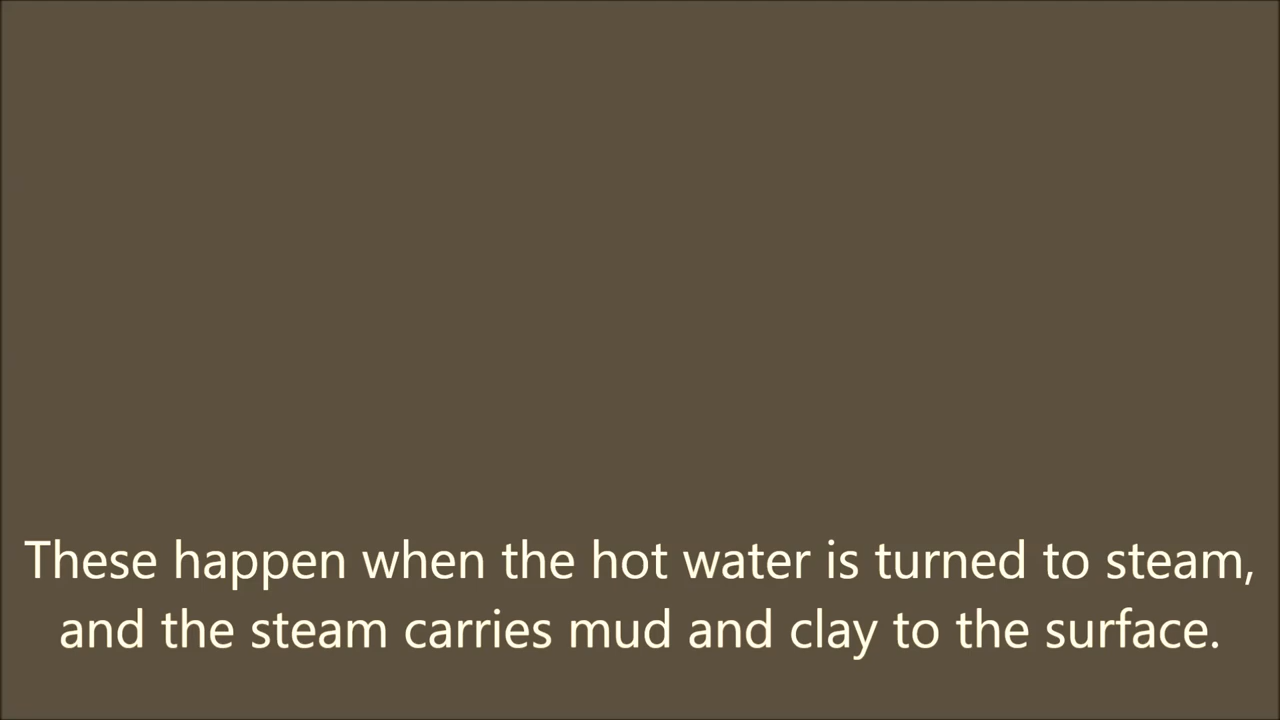 These happen when the hot water is turned to steam,
and the steam carries mud and clay to the surface.